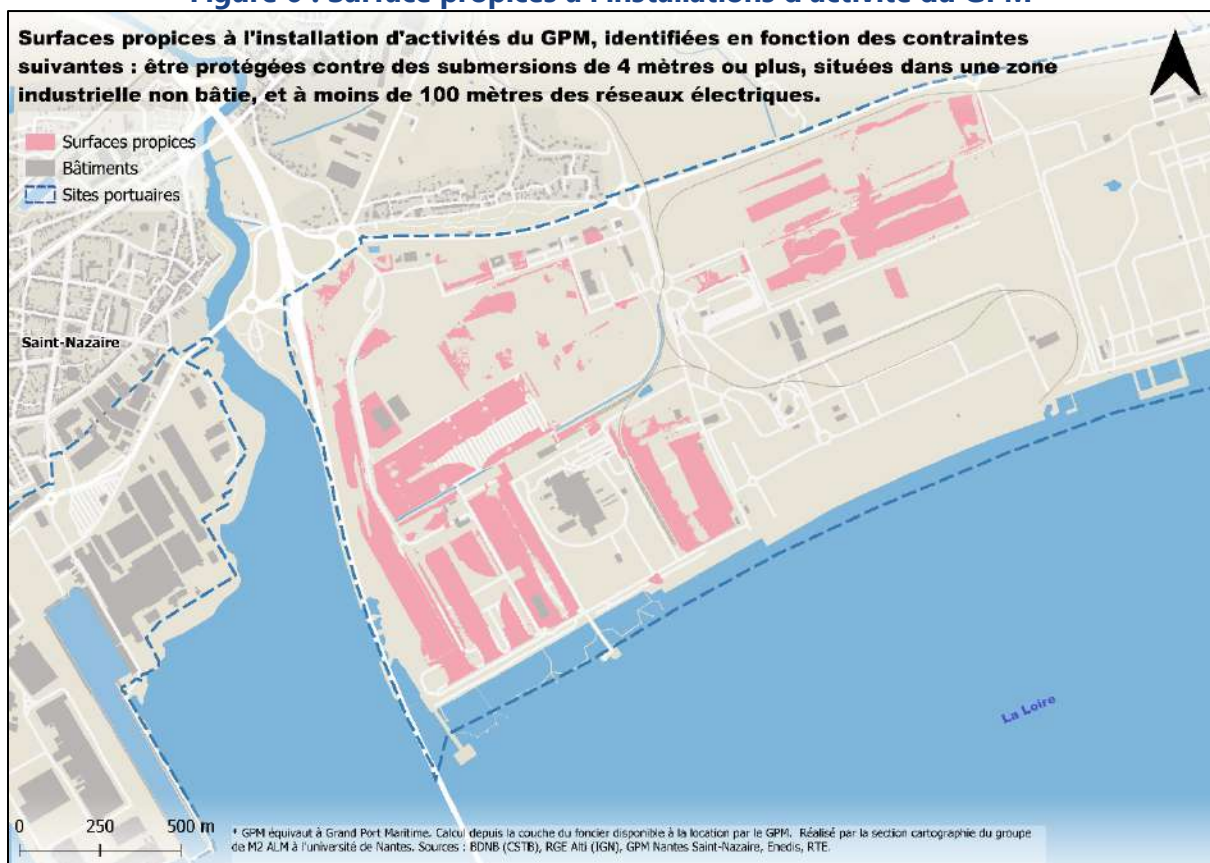 Surfaces propices à l'installation d'activités du GPM, identifiées en fonction des contraintes
suivantes : être protégées contre des submersions de 4 mètres ou plus, situées dans une zone
industrielle non bâtie, et à moins de 100 mètres des réseaux électriques.
Surfaces propices
Bâtiments
Sites portuaires
Saint-Nazaire
La Loire
0 250 500 m
* GPM équivaut à Grand Port Maritime. Calcul depuis la couche du foncier disponible à la location par le GPM. Réalisé par la section cartographie du groupe
de M2 ALM à l'université de Nantes. Sources : BDNB (CSTB), RGE Alti (IGN), GPM Nantes Saint-Nazaire, Enedis, RTE.